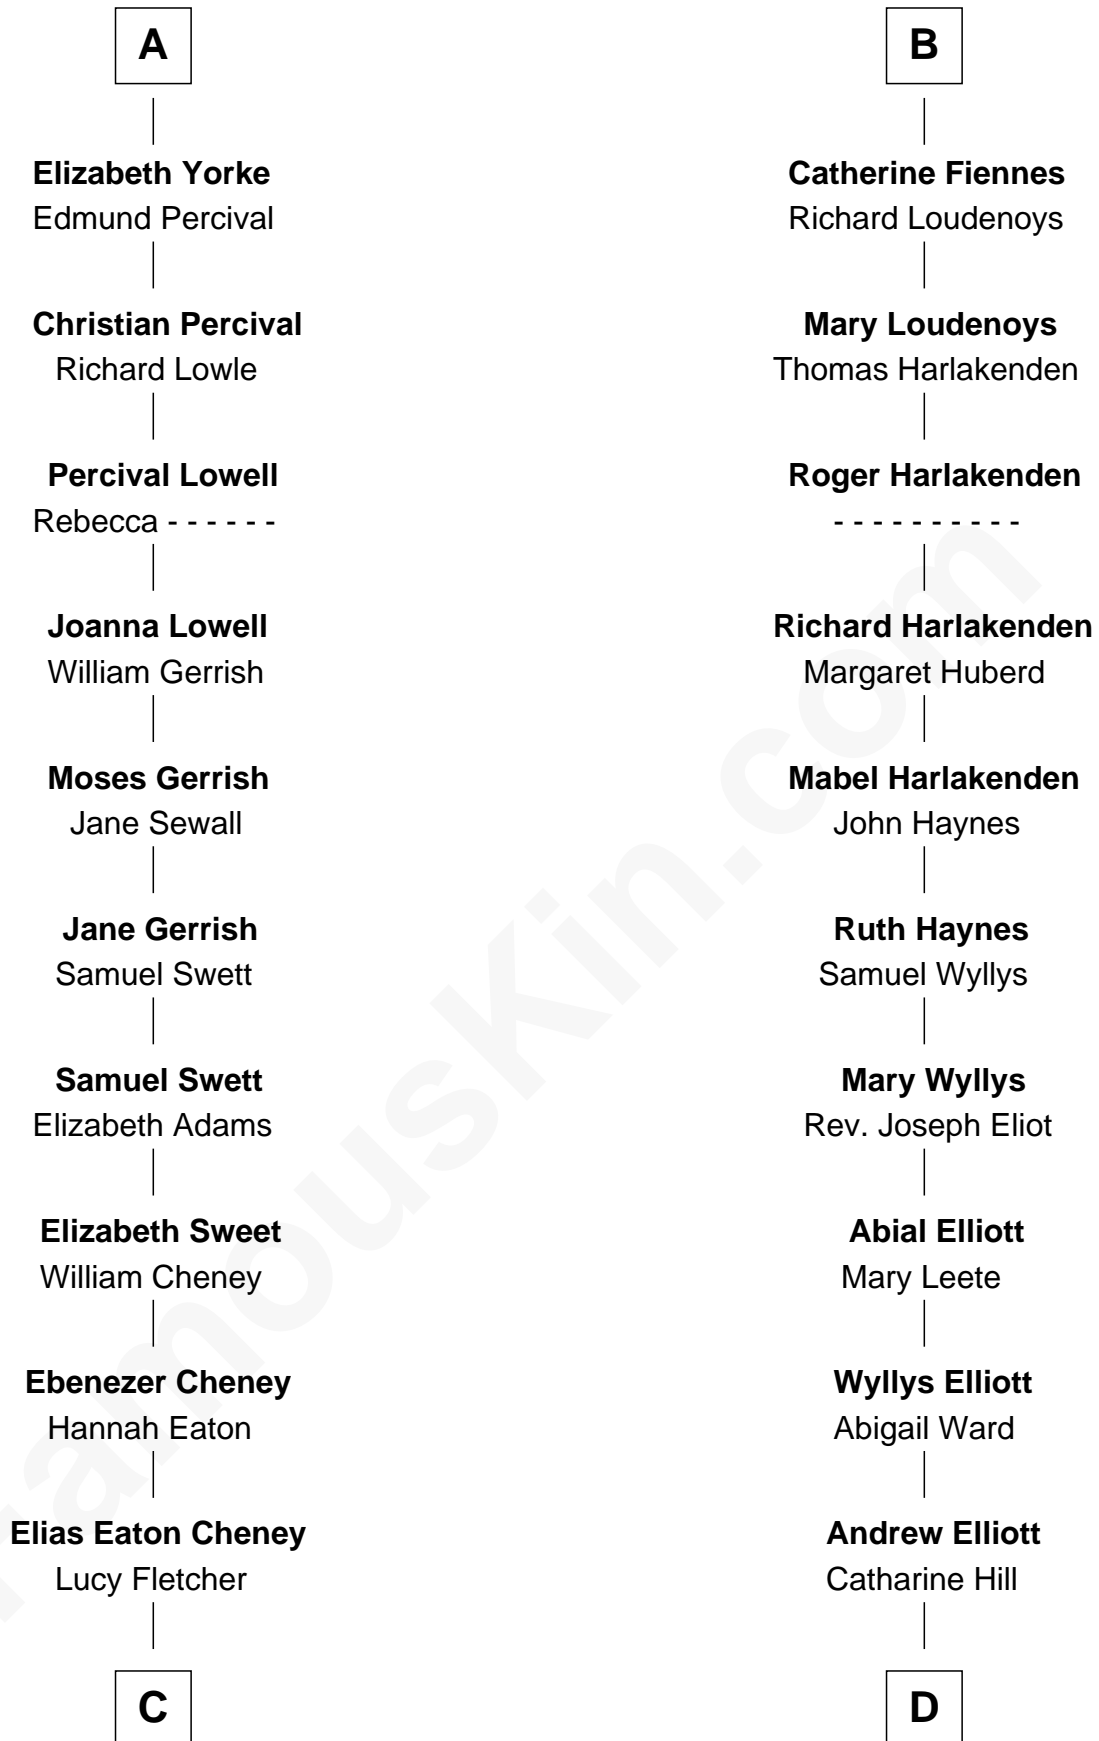 A
Elizabeth Yorke
Edmund Percival
Christian Percival
Richard Lowle
Percival Lowell
Rebecca - - - - - -
Joanna Lowell
William Gerrish
Moses Gerrish
Jane Sewall
Jane Gerrish
Samuel Swett
Samuel Swett
Elizabeth Adams
Elizabeth Sweet
William Cheney
Ebenezer Cheney
Hannah Eaton
Elias Eaton Cheney
Lucy Fletcher
C
B
Catherine Fiennes
Richard Loudenoys
Mary Loudenoys
Thomas Harlakenden
Roger Harlakenden
- - - - - - - - - -
Richard Harlakenden
Margaret Huberd
Mabel Harlakenden
John Haynes
Ruth Haynes
Samuel Wyllys
Mary Wyllys
Rev. Joseph Eliot
Abial Elliott
Mary Leete
Wyllys Elliott
Abigail Ward
Andrew Elliott
Catharine Hill
D
FamousKin.com